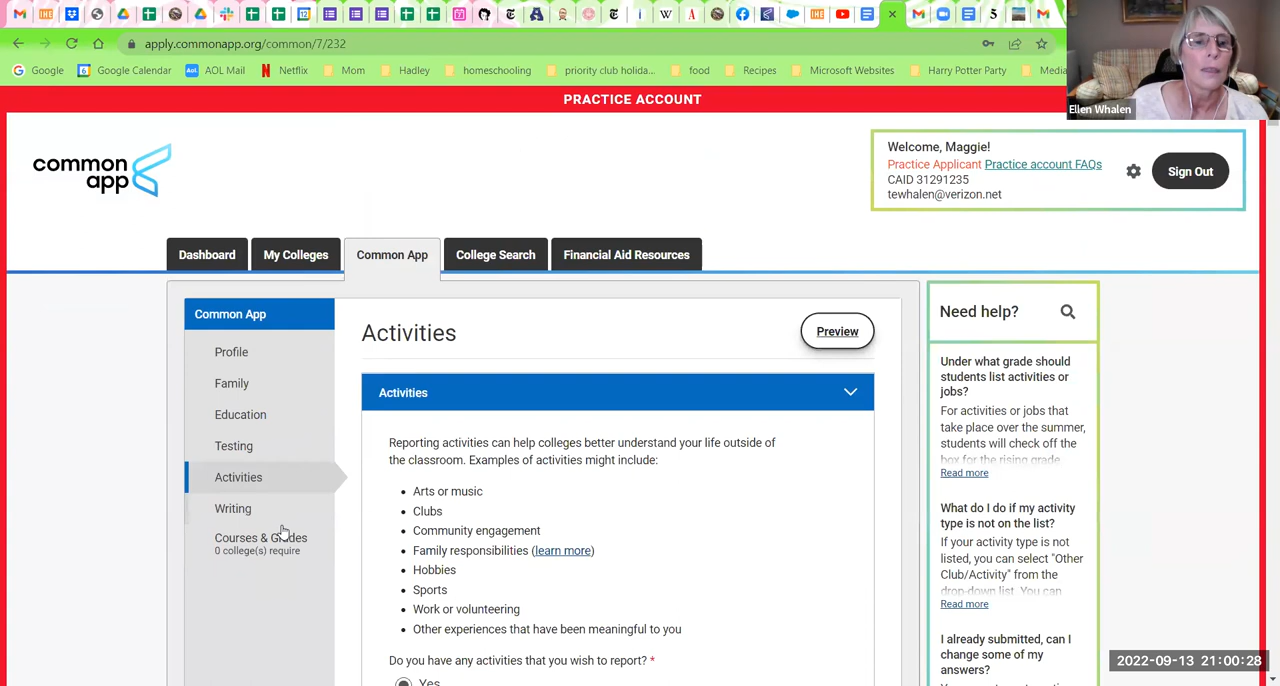 apply.commonapp.org/common/7/232
Google
Google Calendar
AOL Mail
Netflix
Mom
Hadley
homeschooling
priority club holida...
food
Recipes
Microsoft Websites
Harry Potter Party
Media
Ellen Whalen
PRACTICE ACCOUNT
common
app
Welcome, Maggie!
Practice Applicant Practice account FAQs
CAID 31291235
tewhalen@verizon.net
Sign Out
Dashboard
My Colleges
Common App
College Search
Financial Aid Resources
Common App
Profile
Family
Education
Testing
Activities
Writing
Courses & Grades
0 college(s) require
Activities
Preview
Activities
Reporting activities can help colleges better understand your life outside of
the classroom. Examples of activities might include:
Arts or music
Clubs
Community engagement
Family responsibilities (learn more)
Hobbies
Sports
Work or volunteering
Other experiences that have been meaningful to you
Do you have any activities that you wish to report? *
Yes
Need help?
Under what grade should
students list activities or
jobs?
For activities or jobs that
take place over the summer,
students will check off the
box for the rising grade
Read more
What do I do if my activity
type is not on the list?
If your activity type is not
listed, you can select "Other
Club/Activity" from the
drop-down list. You can
Read more
I already submitted, can I
change some of my
answers?
2022-09-13 21:00:28